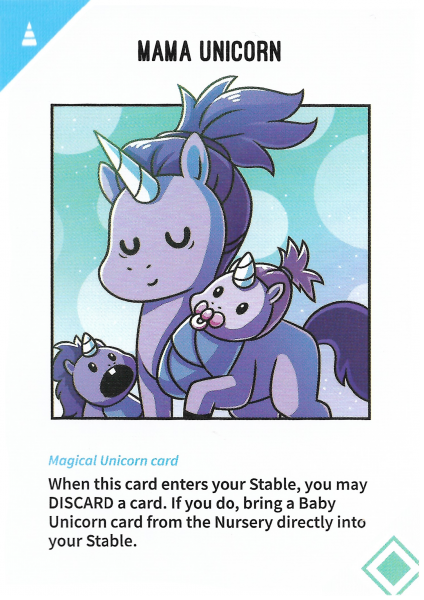 MAMA UNICORN
Magical Unicorn card
When this card enters your Stable, you may
DISCARD a card. If you do, bring a Baby
Unicorn card from the Nursery directly into
your Stable.